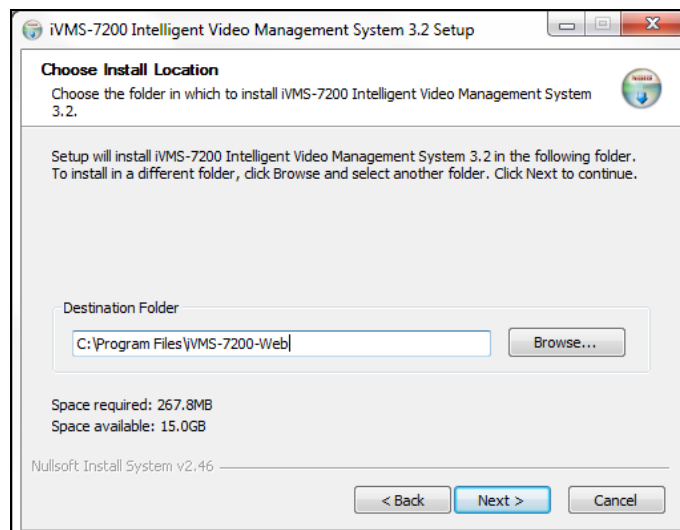 iVMS-7200 Intelligent Video Management System 3.2 Setup
Choose Install Location
Choose the folder in which to install iVMS-7200 Intelligent Video Management System
3.2.
Setup will install iVMS-7200 Intelligent Video Management System 3.2 in the following folder.
To install in a different folder, click Browse and select another folder. Click Next to continue.
Destination Folder
C:\Program Files\iVMS-7200-Web
Browse...
Space required: 267.8MB
Space available: 15.0GB
Nullsoft Install System v2.46
< Back
Next >
Cancel